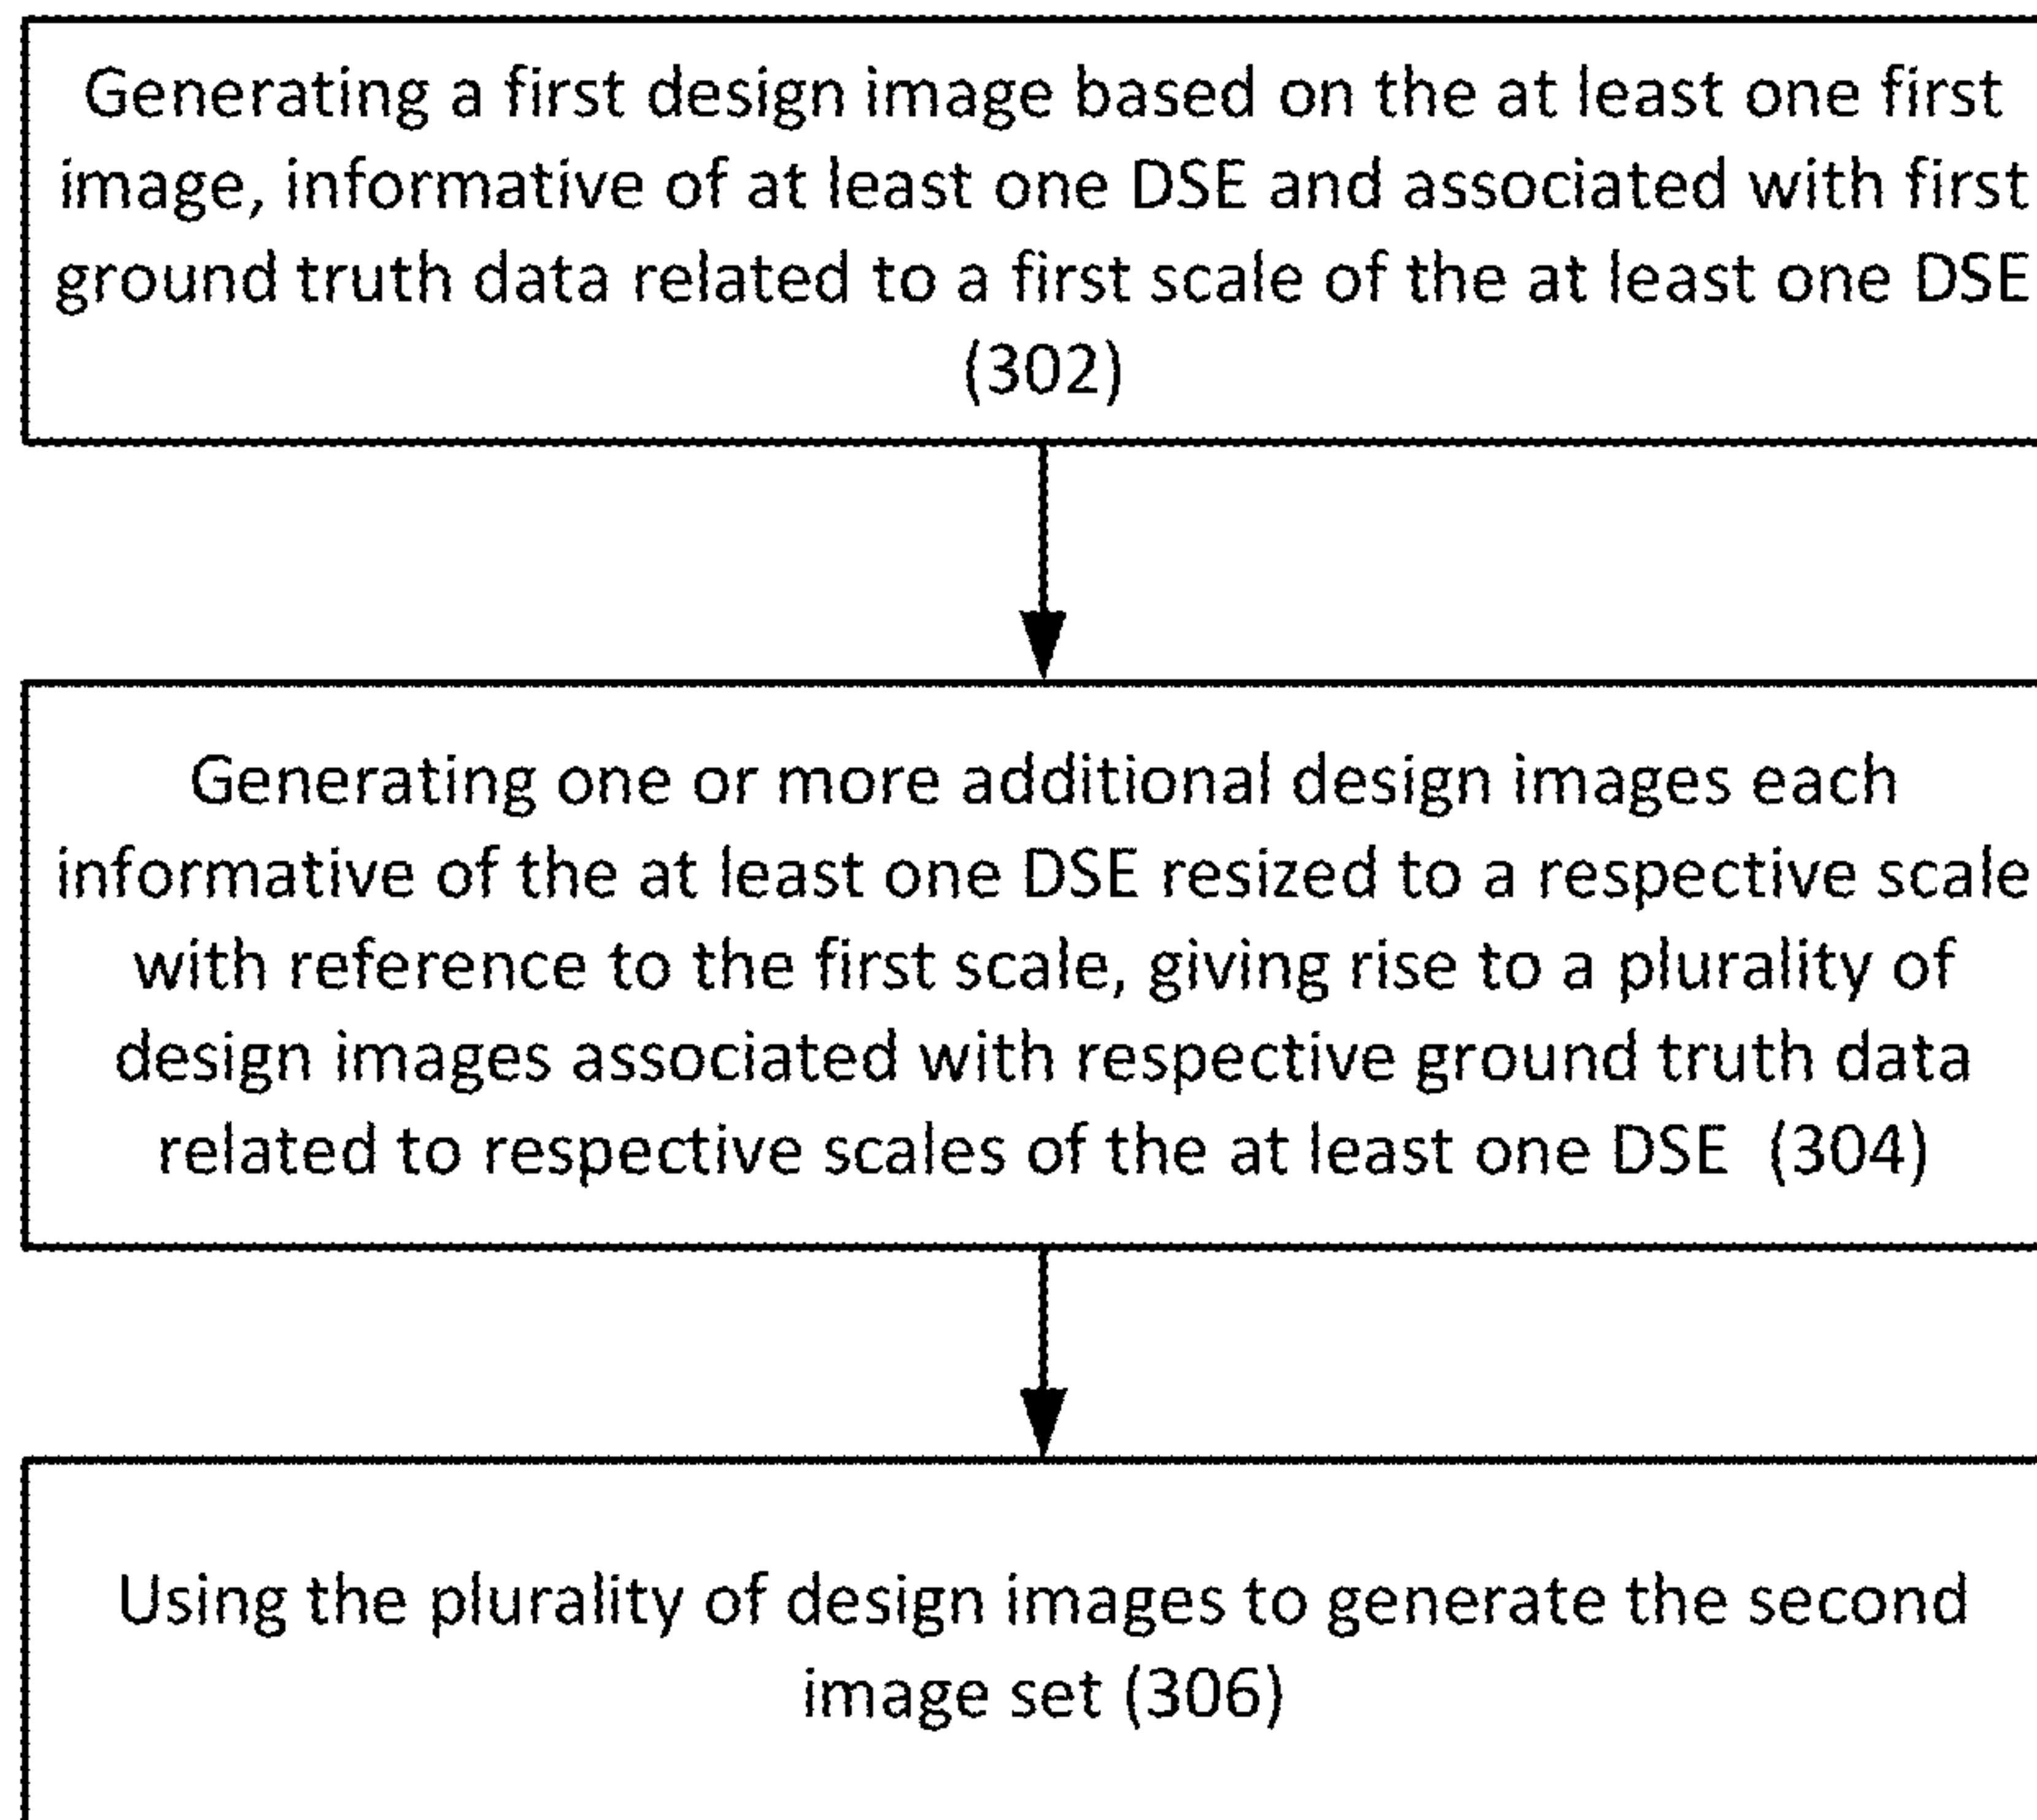 Generating a first design image based on the at least one first
image, informative of at least one DSE and associated with first
ground truth data related to a first scale of the at least one DSE
(302)
Generating one or more additional design images each
informative of the at least one DSE resized to a respective scale
with reference to the first scale, giving rise to a plurality of
design images associated with respective ground truth data
related to respective scales of the at least one DSE (304)
Using the plurality of design images to generate the second
image set (306)